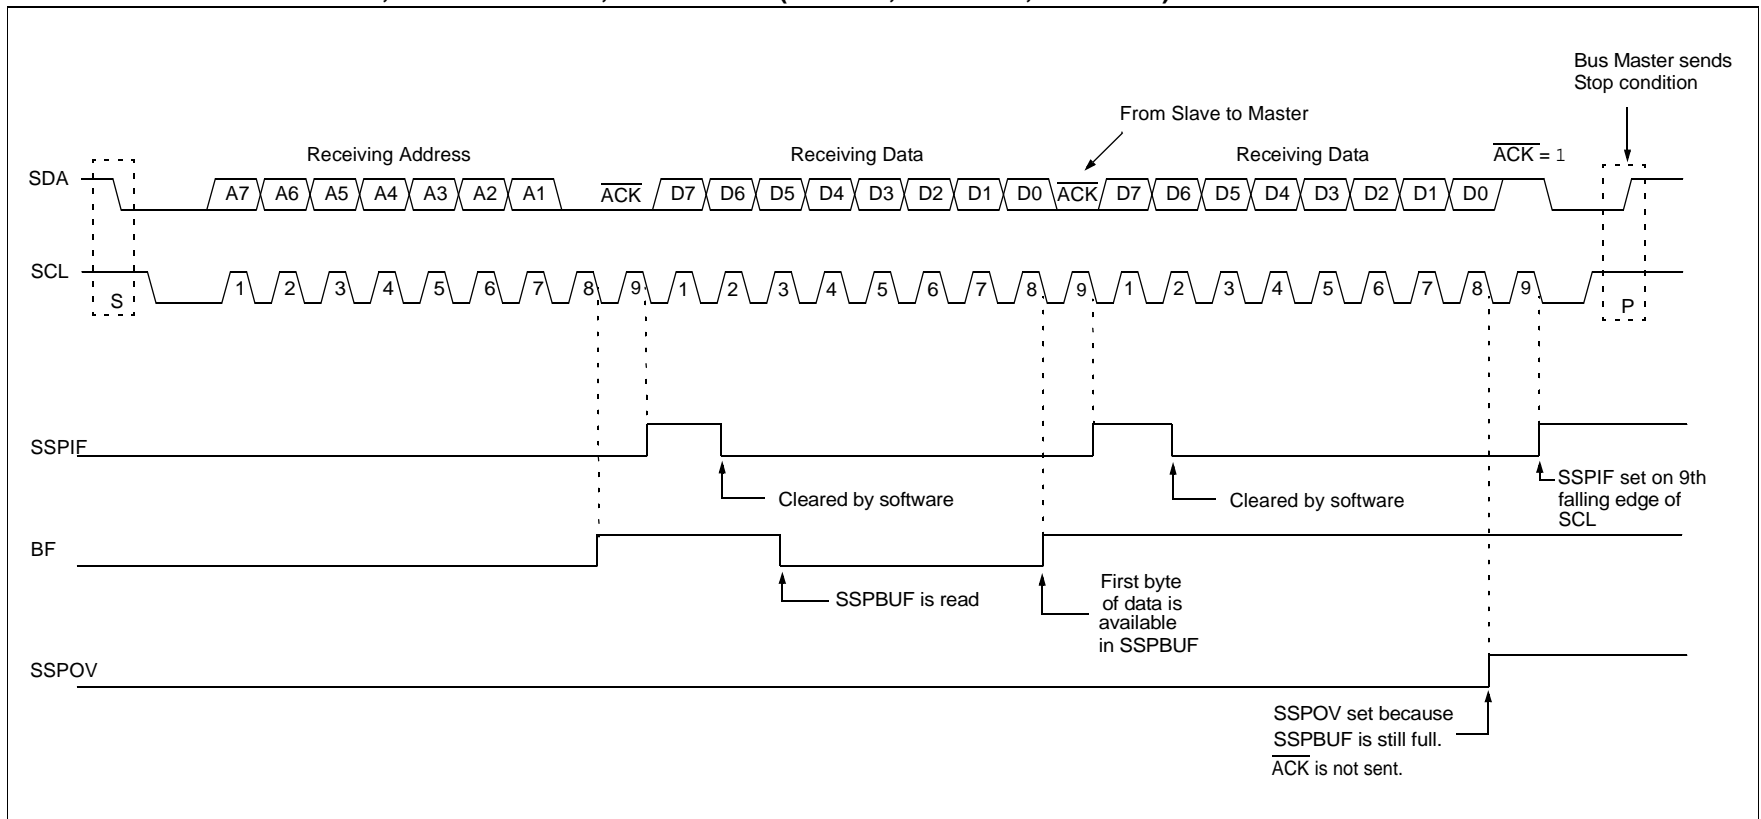 Bus Master sends
Stop condition
From Slave to Master
Receiving Address
Receiving Data
Receiving Data
ACK = 1
SDA
A7 A6 A5 A4 A3 A2 A1 ACK D7 D6 D5 D4 D3 D2 D1 D0 ACK D7 D6 D5 D4 D3 D2 D1 D0
SCL
S 1 2 3 4 5 6 7 8 9 1 2 3 4 5 6 7 8 9 1 2 3 4 5 6 7 8 9 P
SSPIF
Cleared by software
Cleared by software
SSPIF set on 9th
falling edge of
SCL
BF
SSPBUF is read
First byte
of data is
available
in SSPBUF
SSPOV
SSPOV set because
SSPBUF is still full.
ACK is not sent.